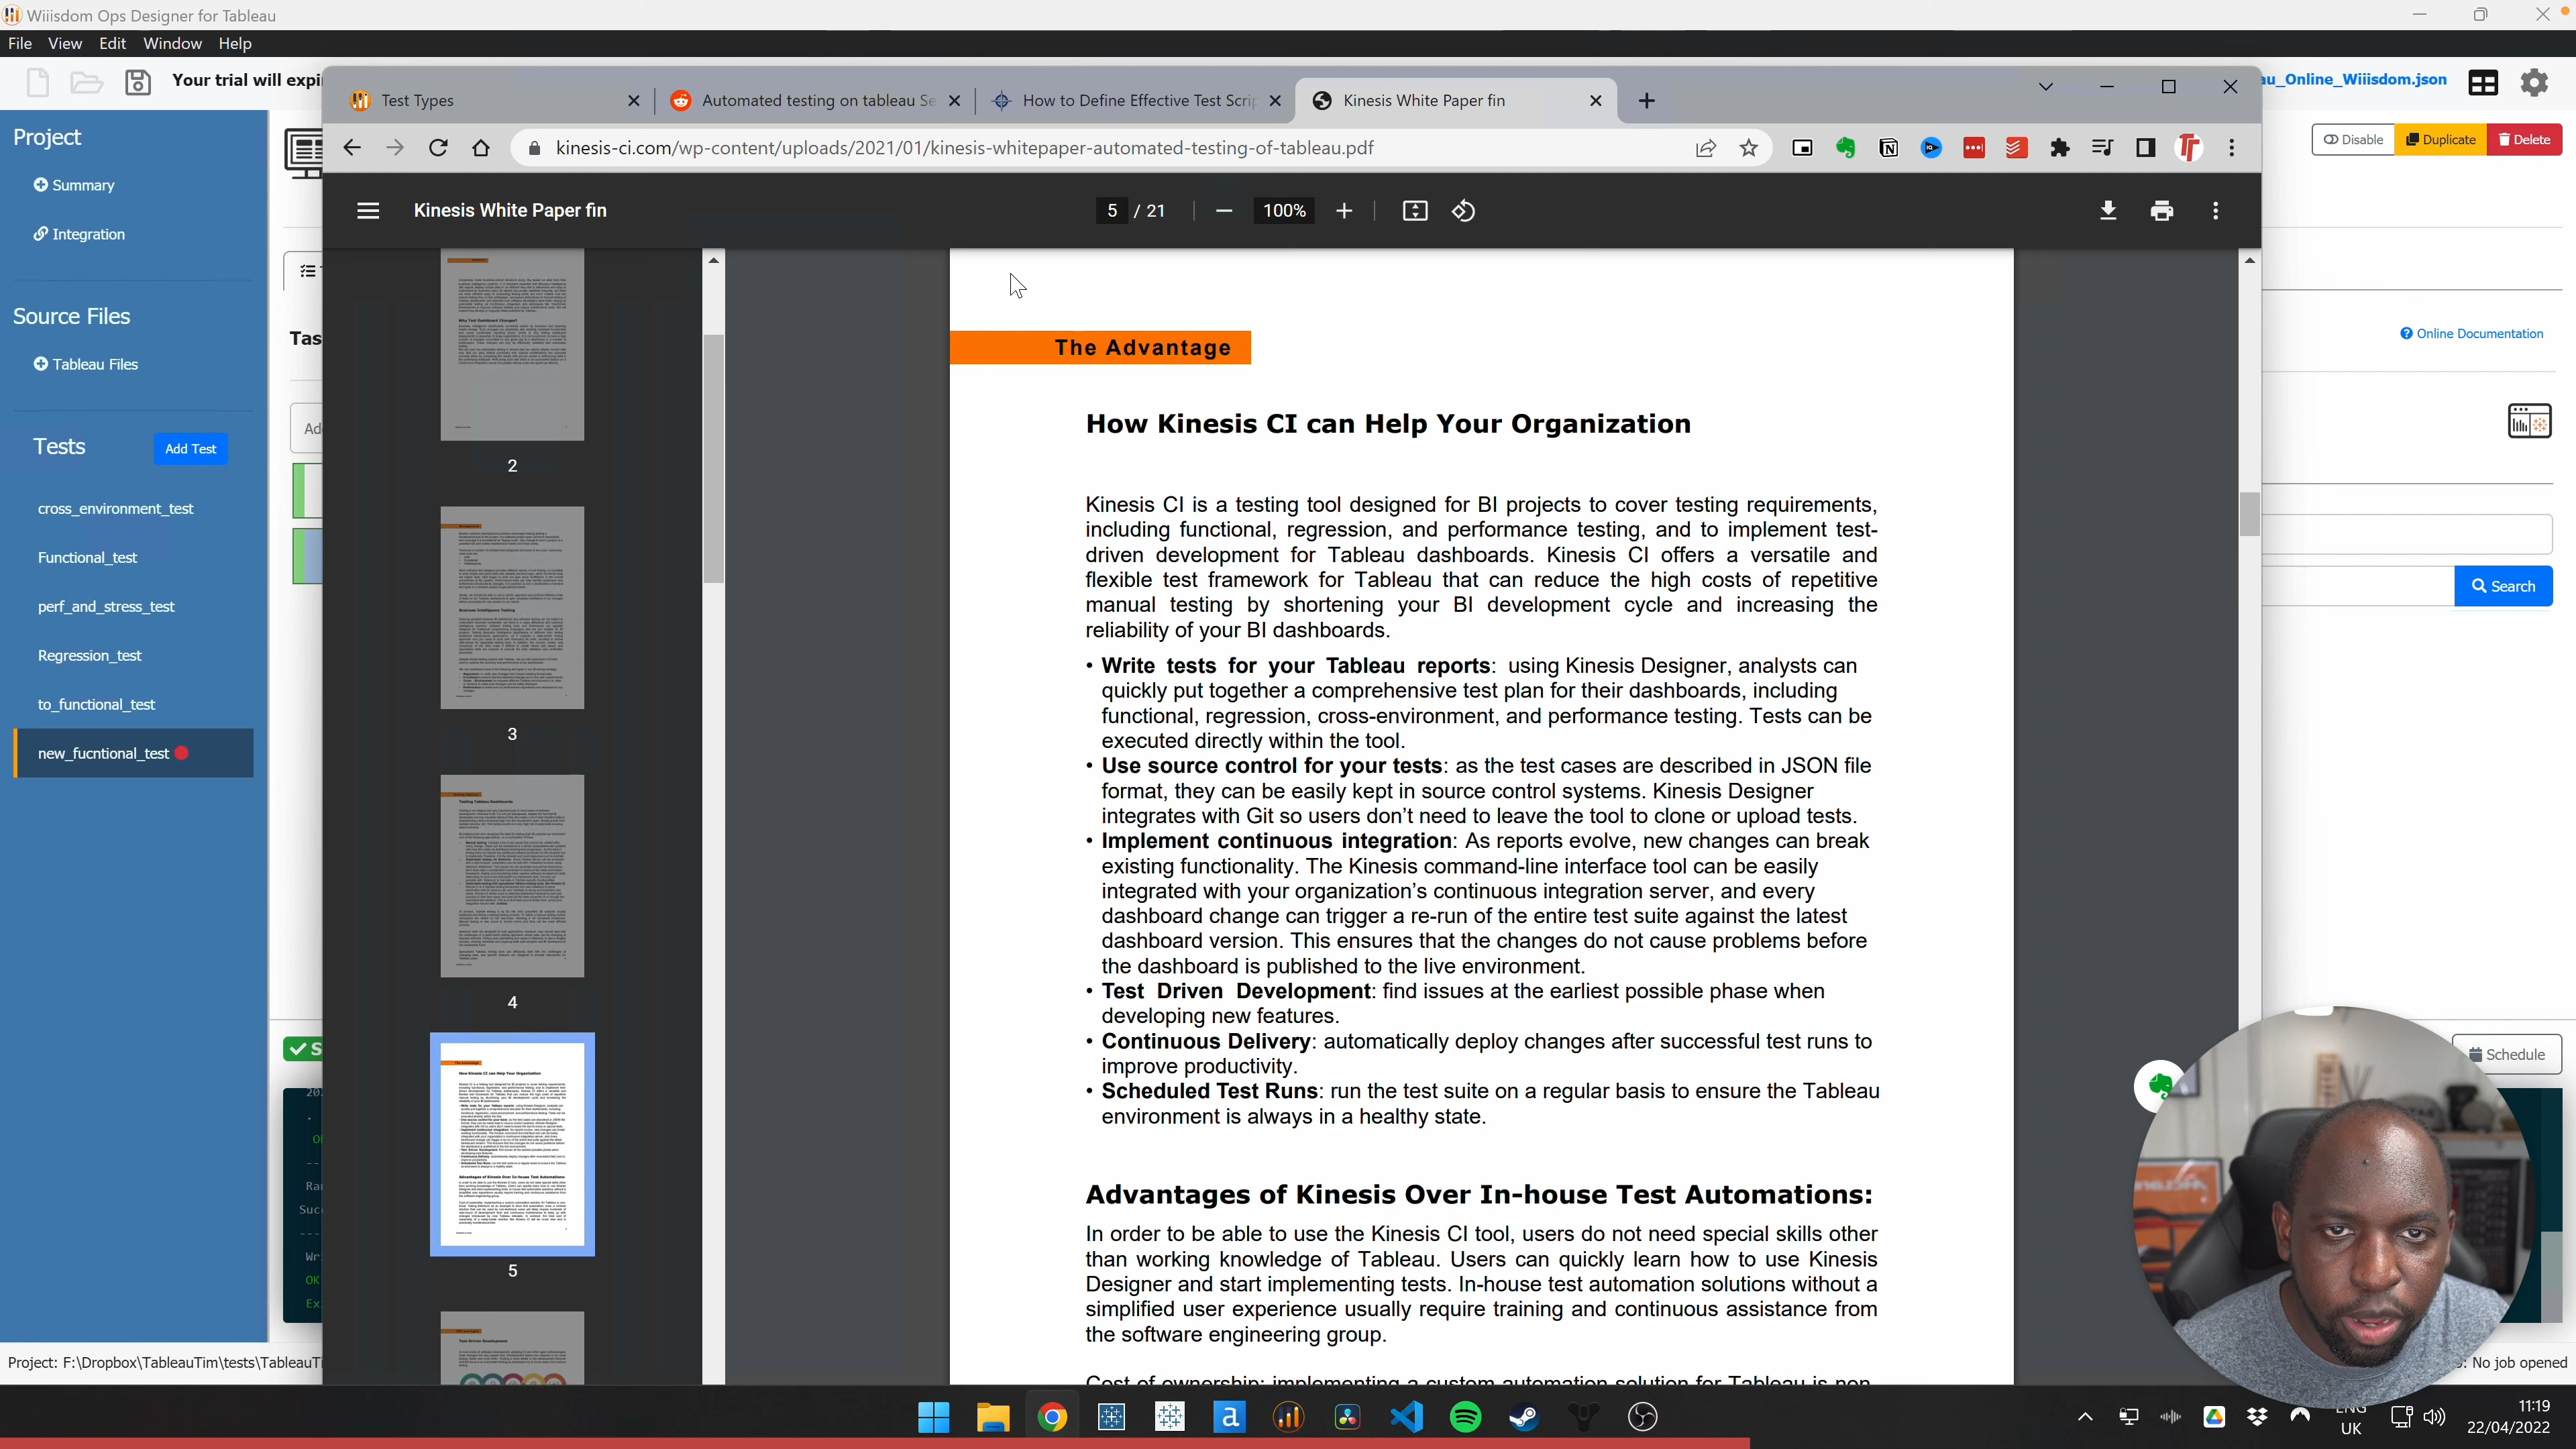 Wiiisdom Ops Designer for Tableau
File View Edit Window Help
Your trial will expi
au_Online_Wiiisdom.json
Test Types
Automated testing on tableau Se
How to Define Effective Test Scrip
Kinesis White Paper fin
kinesis-ci.com/wp-content/uploads/2021/01/kinesis-whitepaper-automated-testing-of-tableau.pdf
Kinesis White Paper fin
5 / 21
100%
Project
Summary
Integration
Source Files
Tableau Files
Tests
Add Test
cross_environment_test
Functional_test
perf_and_stress_test
Regression_test
to_functional_test
new_fucntional_test
Tas
Ad
Disable
Duplicate
Delete
Online Documentation
Search
Schedule
2
3
4
5
The Advantage
How Kinesis CI can Help Your Organization
Kinesis CI is a testing tool designed for BI projects to cover testing requirements,
including functional, regression, and performance testing, and to implement test-
driven development for Tableau dashboards. Kinesis CI offers a versatile and
flexible test framework for Tableau that can reduce the high costs of repetitive
manual testing by shortening your BI development cycle and increasing the
reliability of your BI dashboards.
• Write tests for your Tableau reports: using Kinesis Designer, analysts can
quickly put together a comprehensive test plan for their dashboards, including
functional, regression, cross-environment, and performance testing. Tests can be
executed directly within the tool.
• Use source control for your tests: as the test cases are described in JSON file
format, they can be easily kept in source control systems. Kinesis Designer
integrates with Git so users don't need to leave the tool to clone or upload tests.
• Implement continuous integration: As reports evolve, new changes can break
existing functionality. The Kinesis command-line interface tool can be easily
integrated with your organization's continuous integration server, and every
dashboard change can trigger a re-run of the entire test suite against the latest
dashboard version. This ensures that the changes do not cause problems before
the dashboard is published to the live environment.
• Test Driven Development: find issues at the earliest possible phase when
developing new features.
• Continuous Delivery: automatically deploy changes after successful test runs to
improve productivity.
• Scheduled Test Runs: run the test suite on a regular basis to ensure the Tableau
environment is always in a healthy state.
Advantages of Kinesis Over In-house Test Automations:
In order to be able to use the Kinesis CI tool, users do not need special skills other
than working knowledge of Tableau. Users can quickly learn how to use Kinesis
Designer and start implementing tests. In-house test automation solutions without a
simplified user experience usually require training and continuous assistance from
the software engineering group.
Cost of ownership: implementing a custom automation solution for Tableau is non-
Project: F:\Dropbox\TableauTim\tests\TableauTi
No job opened
ENG
UK
11:19
22/04/2022